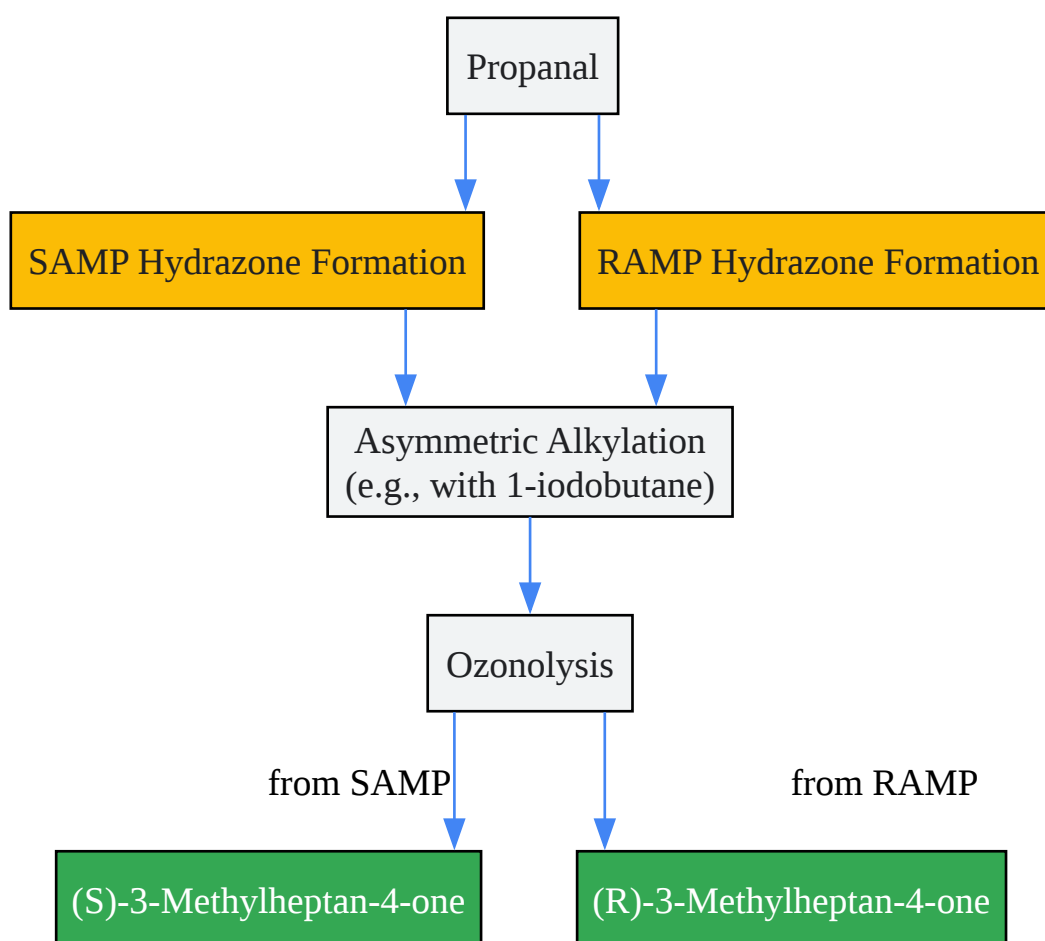 Propanal
SAMP Hydrazone Formation
RAMP Hydrazone Formation
Asymmetric Alkylation
(e.g., with 1-iodobutane)
Ozonolysis
from SAMP
from RAMP
(S)-3-Methylheptan-4-one
(R)-3-Methylheptan-4-one